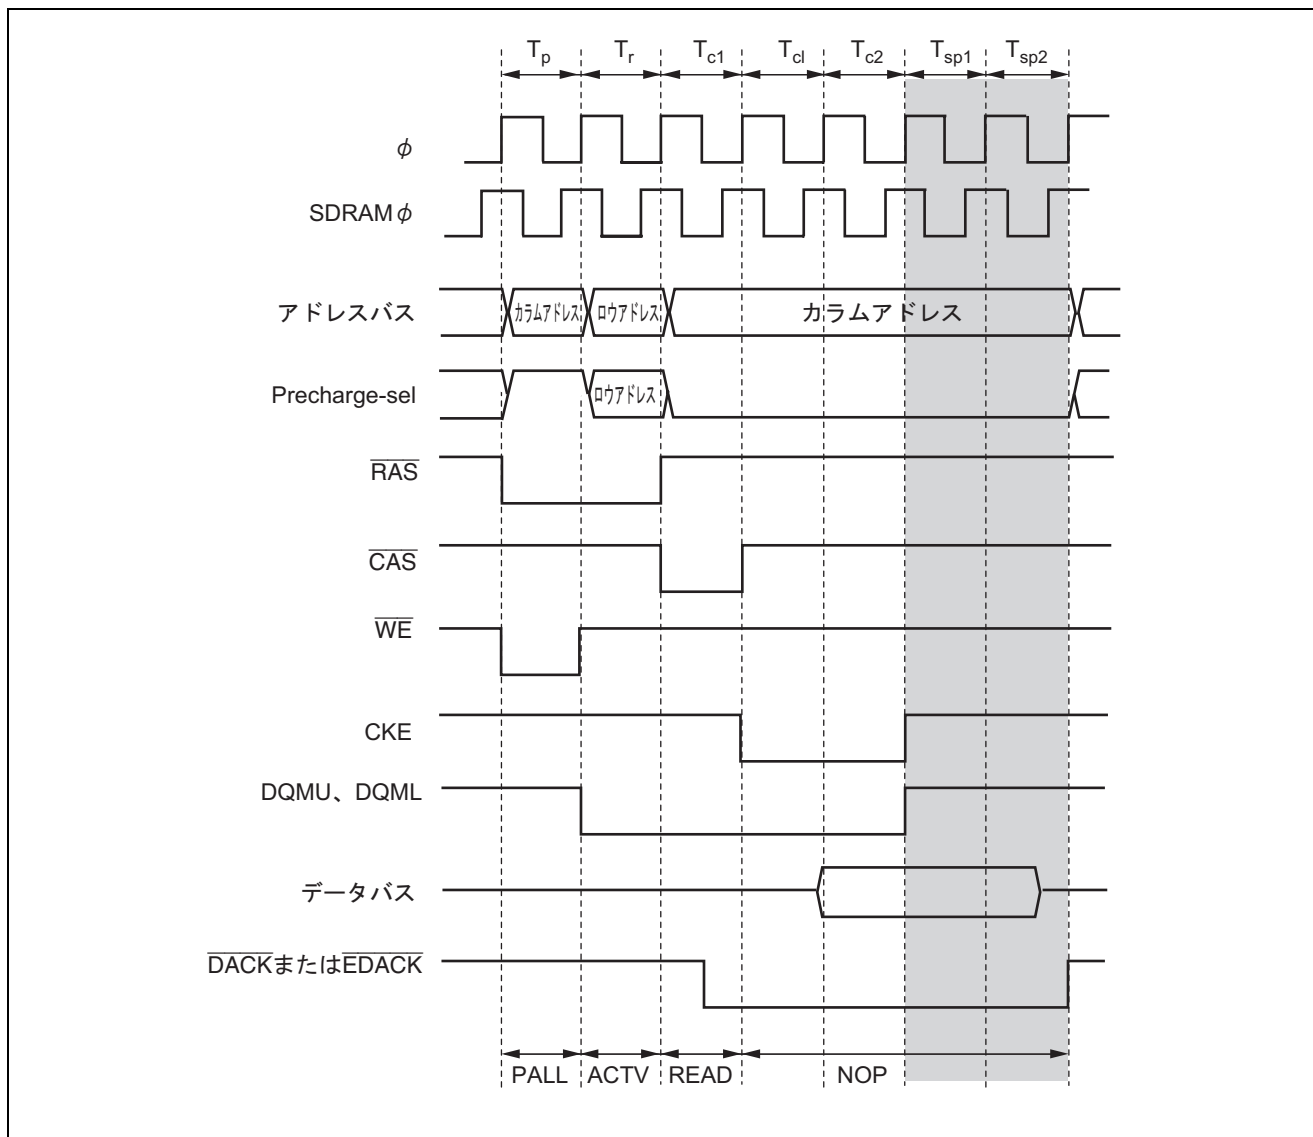 Tp Tr Tc1 Tcl Tc2 Tsp1 Tsp2
φ
SDRAMφ
アドレスバス カラムアドレス ロウアドレス カラムアドレス
Precharge-sel ロウアドレス
RAS
CAS
WE
CKE
DQMU、DQML
データバス
DACKまたはEDACK
PALL ACTV READ NOP